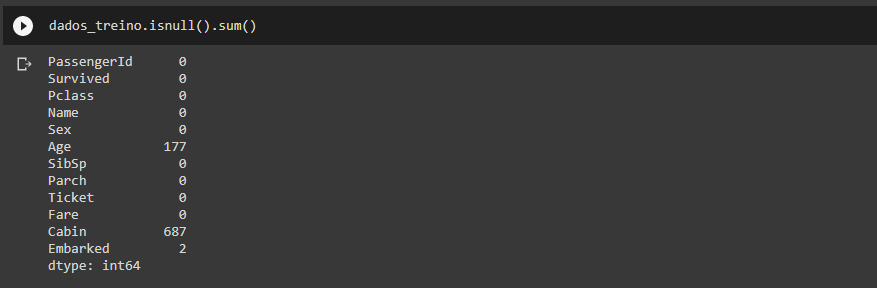 dados_treino.isnull().sum()
PassengerId 0
Survived 0
Pclass 0
Name 0
Sex 0
Age 177
SibSp 0
Parch 0
Ticket 0
Fare 0
Cabin 687
Embarked 2
dtype: int64